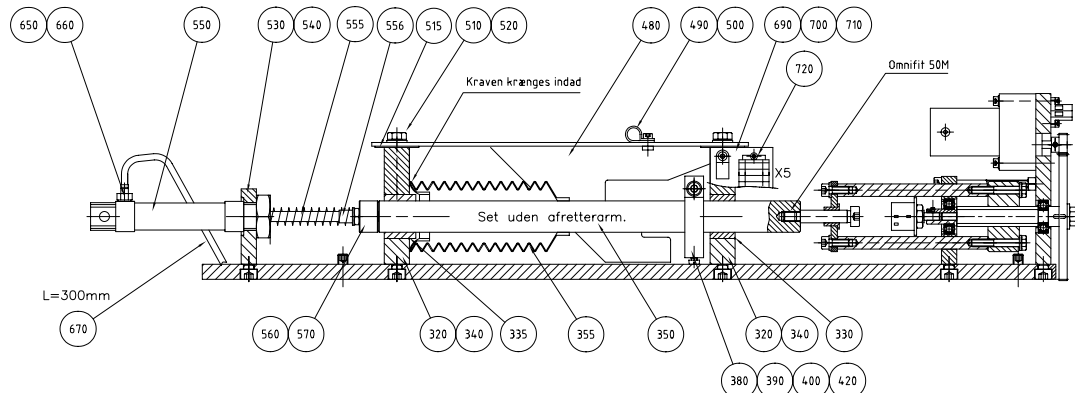 650 660 550 530 540 555 556 515 510 520 480 490 500 690 700 710
720
Omnifit 50M
Kraven krænges indad
X5
Set uden afretterarm.
L=300mm
670
560 570 320 340 335 355 350 320 340 330
380 390 400 420